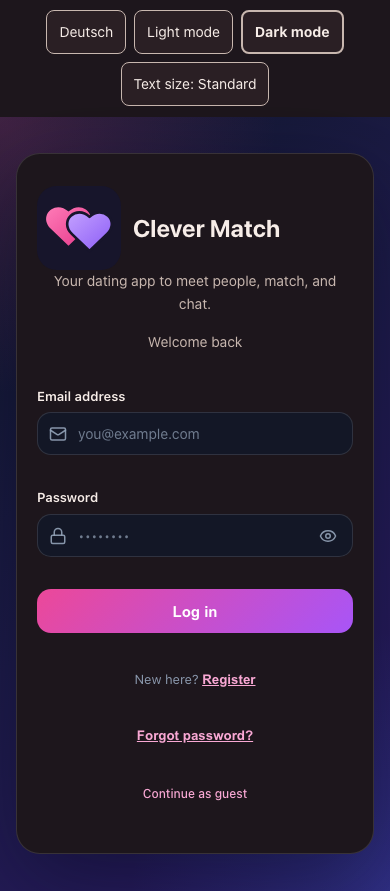 Deutsch
Light mode
Dark mode
Text size: Standard
Clever Match
Your dating app to meet people, match, and
chat.
Welcome back
Email address
you@example.com
Password
••••••••
Log in
New here? Register
Forgot password?
Continue as guest